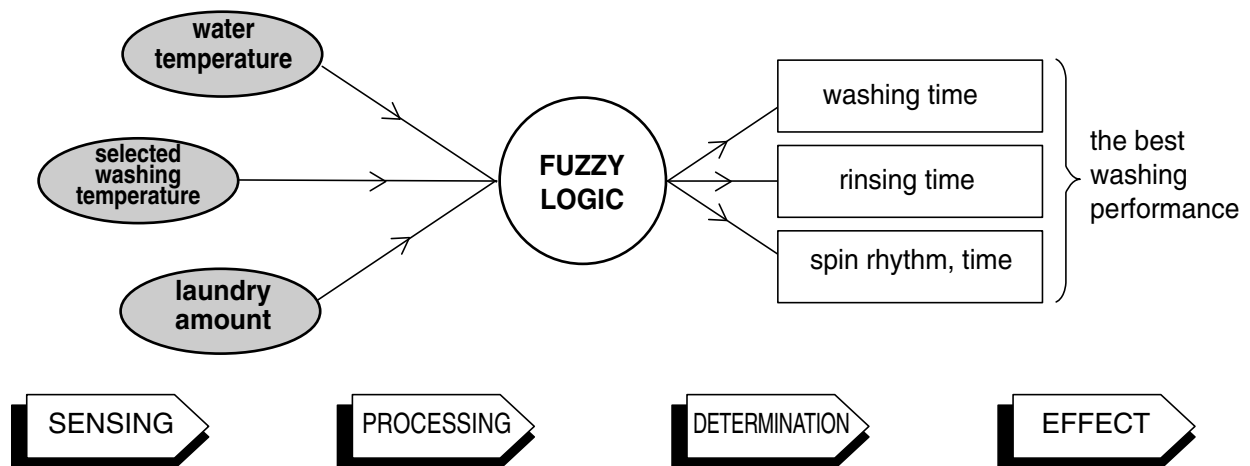 water
temperature
selected
washing
temperature
laundry
amount
FUZZY
LOGIC
washing time
rinsing time
spin rhythm, time
the best
washing
performance
SENSING
PROCESSING
DETERMINATION
EFFECT